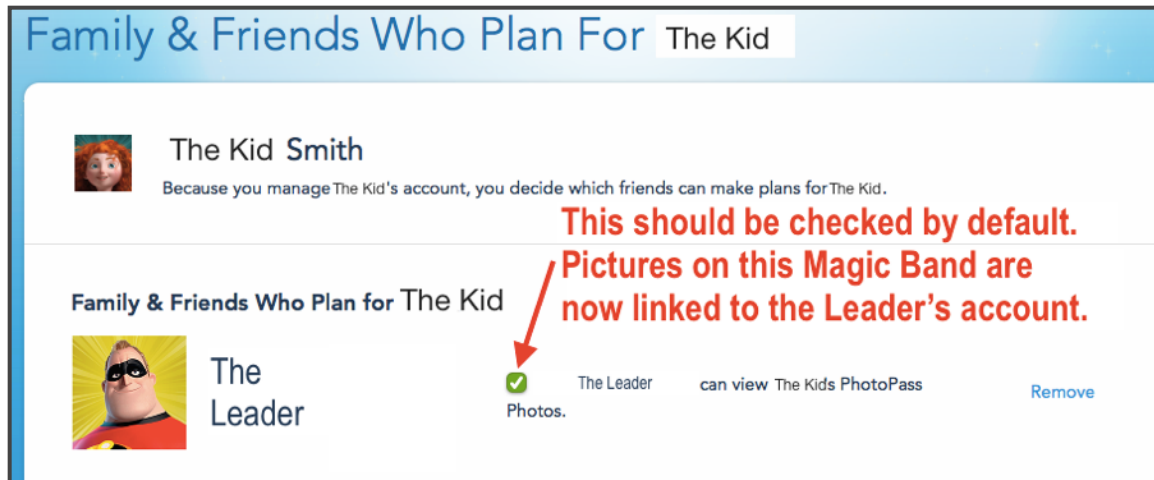 Family & Friends Who Plan For The Kid
The Kid Smith
Because you manage The Kid's account, you decide which friends can make plans for The Kid.
This should be checked by default.
Pictures on this Magic Band are
now linked to the Leader's account.
Family & Friends Who Plan for The Kid
The
Leader
The Leader can view The Kids PhotoPass
Photos.
Remove